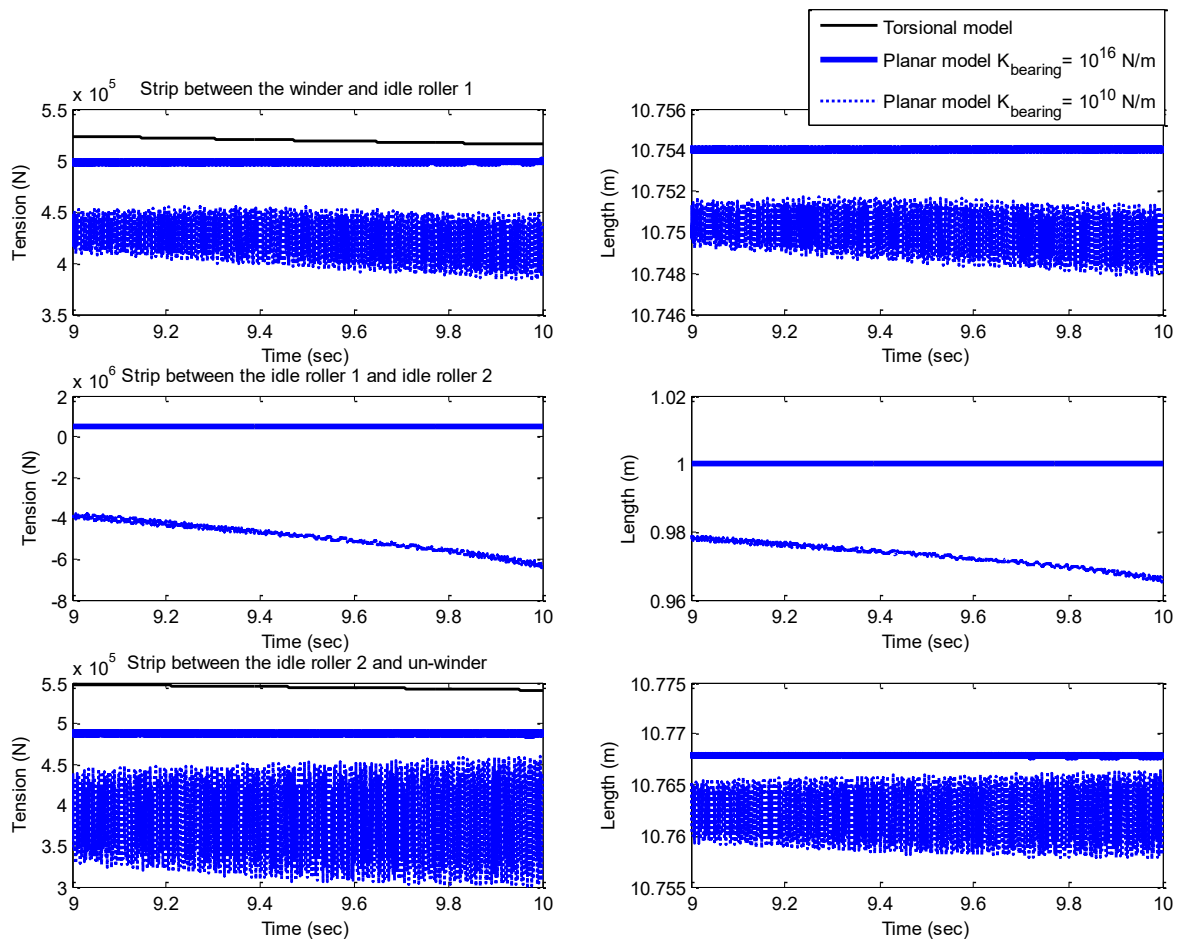 Torsional model
Planar model K_bearing = 10^16 N/m
Planar model K_bearing = 10^10 N/m
x 10^5
Strip between the winder and idle roller 1
5.5
5
4.5
4
3.5
Tension (N)
9 9.2 9.4 9.6 9.8 10
Time (sec)
10.756
10.754
10.752
10.75
10.748
10.746
Length (m)
9 9.2 9.4 9.6 9.8 10
Time (sec)
x 10^6 Strip between the idle roller 1 and idle roller 2
2
0
-2
-4
-6
-8
Tension (N)
9 9.2 9.4 9.6 9.8 10
Time (sec)
1.02
1
0.98
0.96
Length (m)
9 9.2 9.4 9.6 9.8 10
Time (sec)
x 10^5 Strip between the idle roller 2 and un-winder
5.5
5
4.5
4
3.5
3
Tension (N)
9 9.2 9.4 9.6 9.8 10
Time (sec)
10.775
10.77
10.765
10.76
10.755
Length (m)
9 9.2 9.4 9.6 9.8 10
Time (sec)